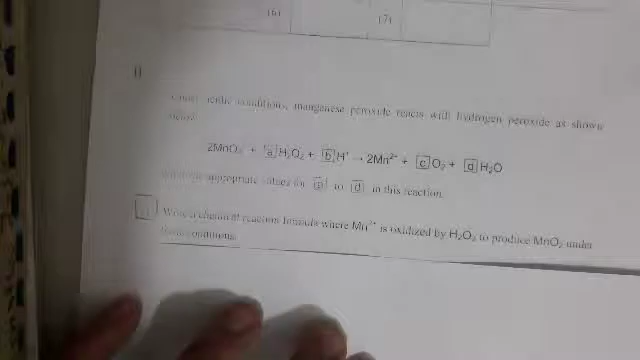 (6) (7)
acidic conditions, manganese peroxide reacts with hydrogen peroxide as shown
below.
2MnO₂ + a H₂O₂ + b H⁺ → 2Mn²⁺ + c O₂ + d H₂O
appropriate values for a to d in this reaction.
Write a chemical reaction formula where Mn²⁺ is oxidized by H₂O₂ to produce MnO₂ under
conditions.